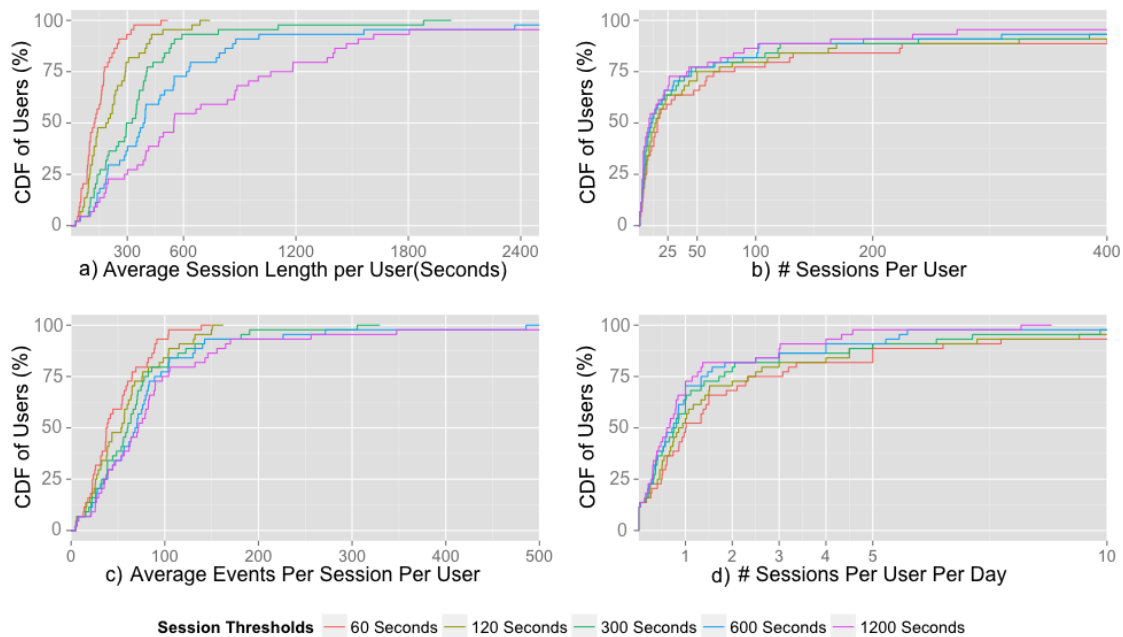 CDF of Users (%)
100
75
50
25
0
300 600 1200 1800 2400
a) Average Session Length per User(Seconds)
CDF of Users (%)
100
75
50
25
0
25 50 100 200 400
b) # Sessions Per User
CDF of Users (%)
100
75
50
25
0
0 100 200 300 400 500
c) Average Events Per Session Per User
CDF of Users (%)
100
75
50
25
0
1 2 3 4 5 10
d) # Sessions Per User Per Day
Session Thresholds 60 Seconds 120 Seconds 300 Seconds 600 Seconds 1200 Seconds